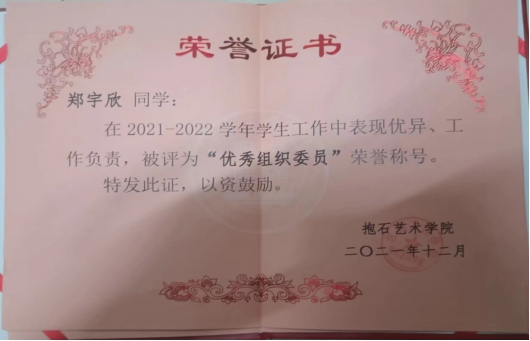 荣誉证书
郑宇欣 同学：
在 2021-2022 学年学生工作中表现优异、工
作负责，被评为“优秀组织委员”荣誉称号。
特发此证，以资鼓励。
抱石艺术学院
二〇二一年十二月